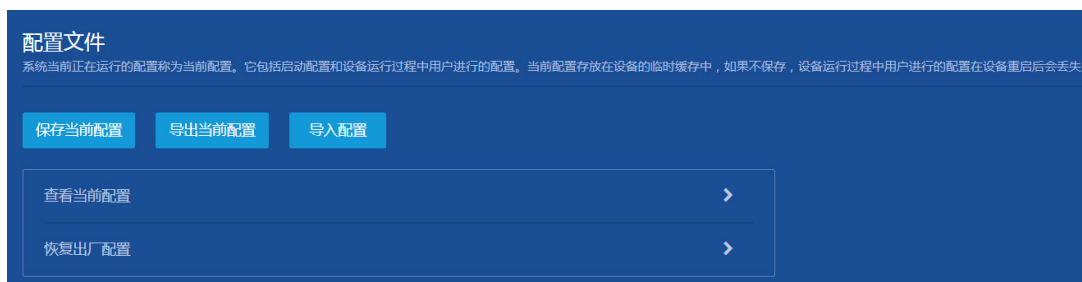 配置文件
系统当前正在运行的配置称为当前配置。它包括启动配置和设备运行过程中用户进行的配置。当前配置存放在设备的临时缓存中，如果不保存，设备运行过程中用户进行的配置在设备重启后会丢失
保存当前配置 导出当前配置 导入配置
查看当前配置
恢复出厂配置